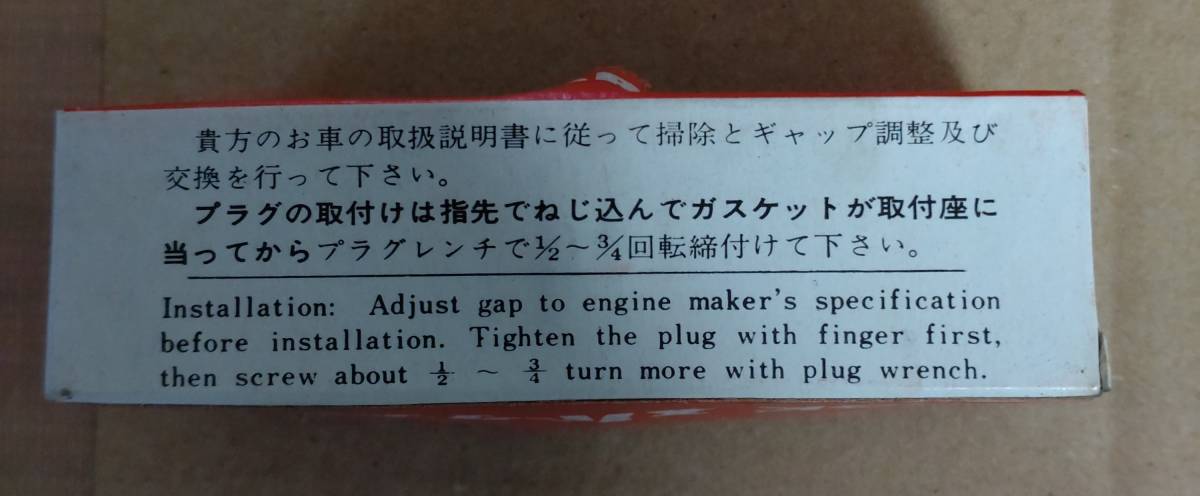 貴方のお車の取扱説明書に従って掃除とギャップ調整及び
交換を行って下さい。
プラグの取付けは指先でねじ込んでガスケットが取付座に
当ってからプラグレンチで½〜¾回転締付けて下さい。
Installation: Adjust gap to engine maker's specification
before installation. Tighten the plug with finger first,
then screw about ½ ~ ¾ turn more with plug wrench.